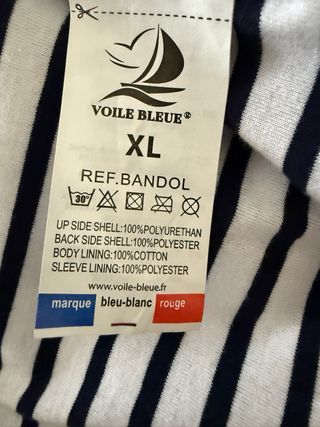 VOILE BLEUE®
XL
REF.BANDOL
30°
UP SIDE SHELL:100%POLYURETHAN
BACK SIDE SHELL:100%POLYESTER
BODY LINING:100%COTTON
SLEEVE LINING:100%POLYESTER
www.voile-bleue.fr
marque bleu-blanc rouge